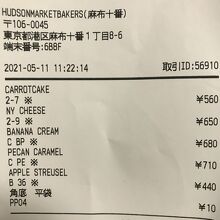 HUDSONMARKETBAKERS(麻布十番)
〒106-0045
東京都港区麻布十番1丁目8-6
端末番号:6B8F
2021-05-11 11:22:14 取引ID:56910
CARROTCAKE
2-7 ※ ¥560
NY CHEESE
2-9 ※ ¥650
BANANA CREAM
C BP ※ ¥680
PECAN CARAMEL
C PE ※ ¥710
APPLE STREUSEL
B 36 ※ ¥440
角底 平袋
PP04 ¥10